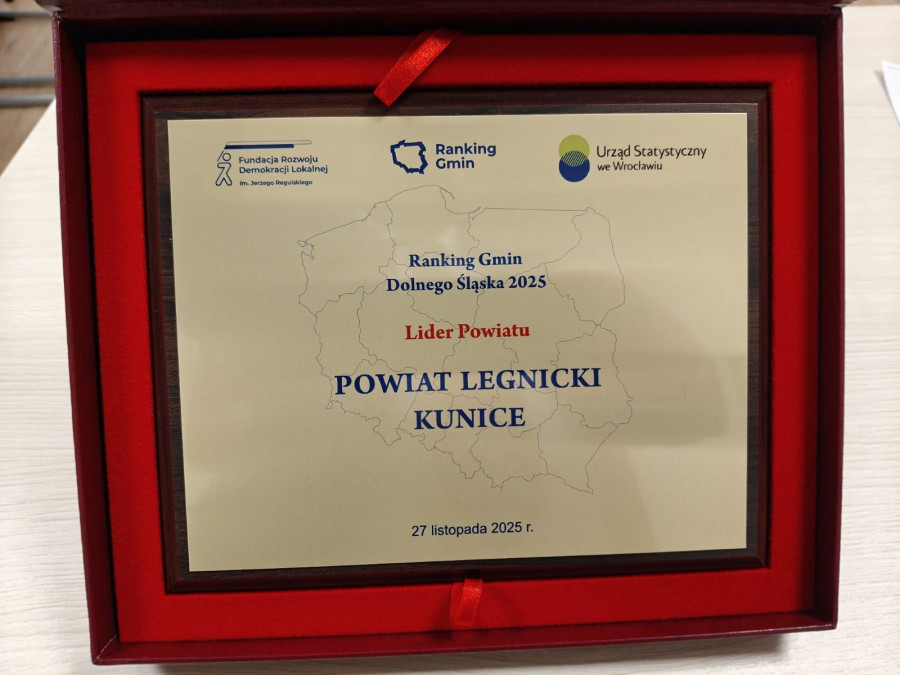 Fundacja Rozwoju
Demokracji Lokalnej
im. Jerzego Regulskiego
Ranking
Gmin
Urząd Statystyczny
we Wrocławiu
Ranking Gmin
Dolnego Śląska 2025
Lider Powiatu
POWIAT LEGNICKI
KUNICE
27 listopada 2025 r.